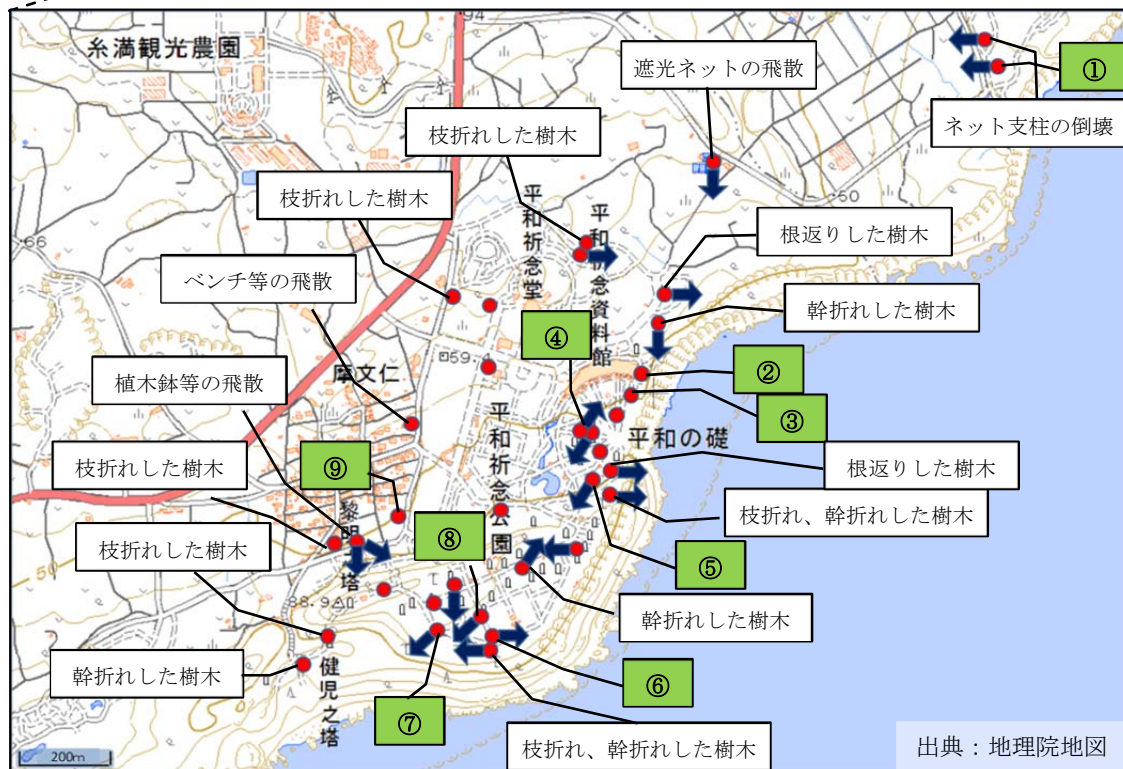 糸満観光農園
94
遮光ネットの飛散
①
ネット支柱の倒壊
枝折れした樹木
枝折れした樹木
平和祈念堂
平和祈念資料館
50
66
根返りした樹木
ベンチ等の飛散
幹折れした樹木
④
59.4
摩文仁
②
植木鉢等の飛散
③
平和の礎
枝折れした樹木
⑨
平和祈念公園
根返りした樹木
枝折れ、幹折れした樹木
黎明之塔
⑧
枝折れした樹木
⑤
50
幹折れした樹木
38.9
幹折れした樹木
健児之塔
⑥
⑦
枝折れ、幹折れした樹木
200m
出典：地理院地図